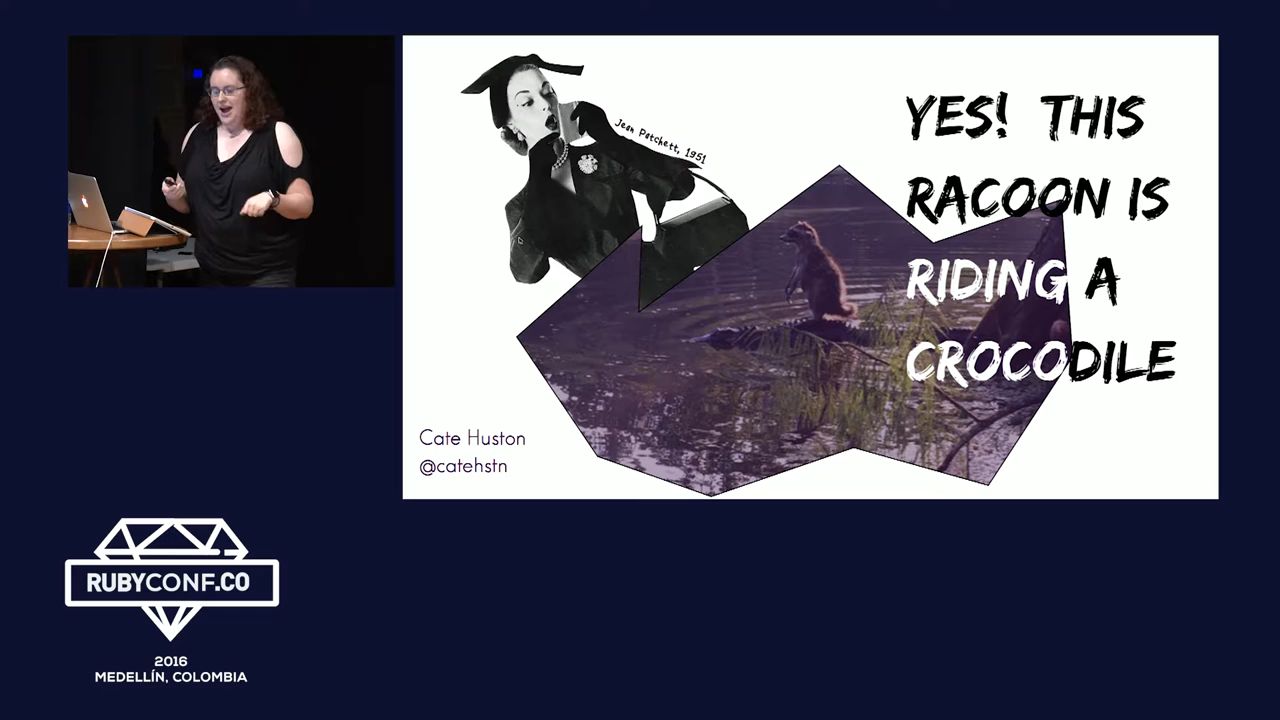 Jean Patchett, 1951
YES! THIS
RACOON IS
RIDING A
CROCODILE
Cate Huston
@catehstn
RUBYCONF.CO
2016
MEDELLÍN, COLOMBIA